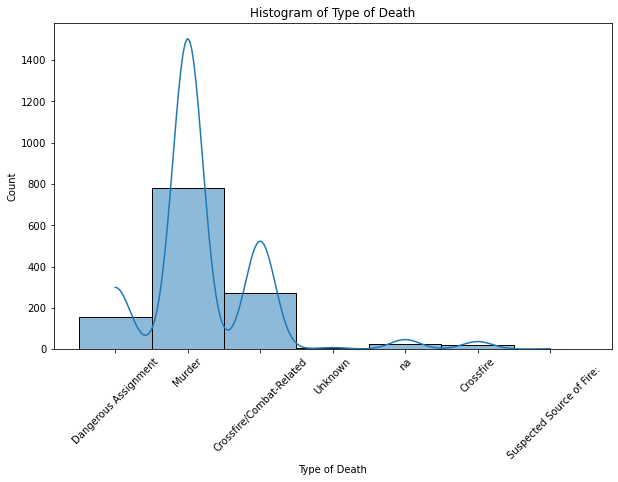 Histogram of Type of Death
Count
1400
1200
1000
800
600
400
200
0
Dangerous Assignment
Murder
Crossfire/Combat-Related
Unknown
na
Crossfire
Suspected Source of Fire:
Type of Death